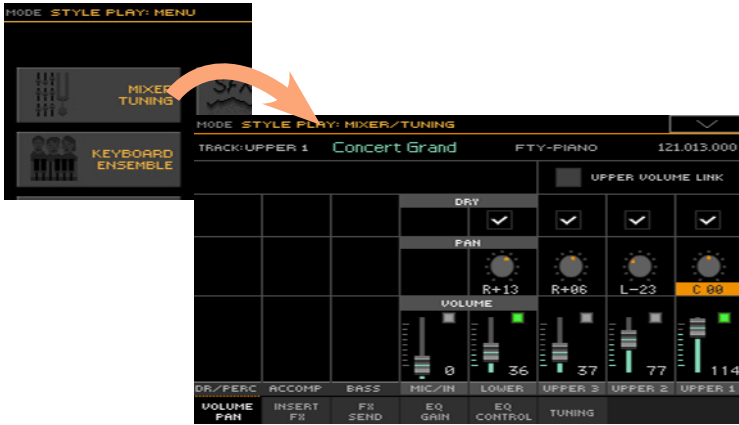 MODE STYLE PLAY: MENU
MIXER
TUNING
SFX
KEYBOARD
ENSEMBLE
MODE STYLE PLAY: MIXER/TUNING
TRACK:UPPER 1 Concert Grand FTY-PIANO 121.013.000
UPPER VOLUME LINK
DRY
PAN
R+13 R+06 L-23 C 00
VOLUME
0 36 37 77 114
DR/PERC ACCOMP BASS MIC/IN LOWER UPPER 3 UPPER 2 UPPER 1
VOLUME PAN INSERT FX FX SEND EQ GAIN EQ CONTROL TUNING